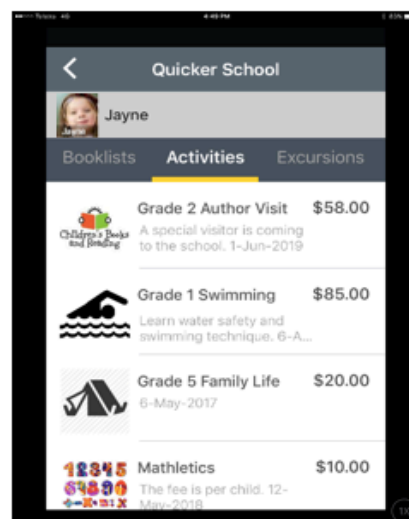 Telstra 4G 4:49 PM 83%
Quicker School
Jayne
Jayne
Booklists Activities Excursions
Grade 2 Author Visit $58.00
Children's Books
and Reading
A special visitor is coming
to the school. 1-Jun-2019
Grade 1 Swimming $85.00
Learn water safety and
swimming technique. 6-A...
Grade 5 Family Life $20.00
6-May-2017
Mathletics $10.00
The fee is per child. 12-
May-2018
1X